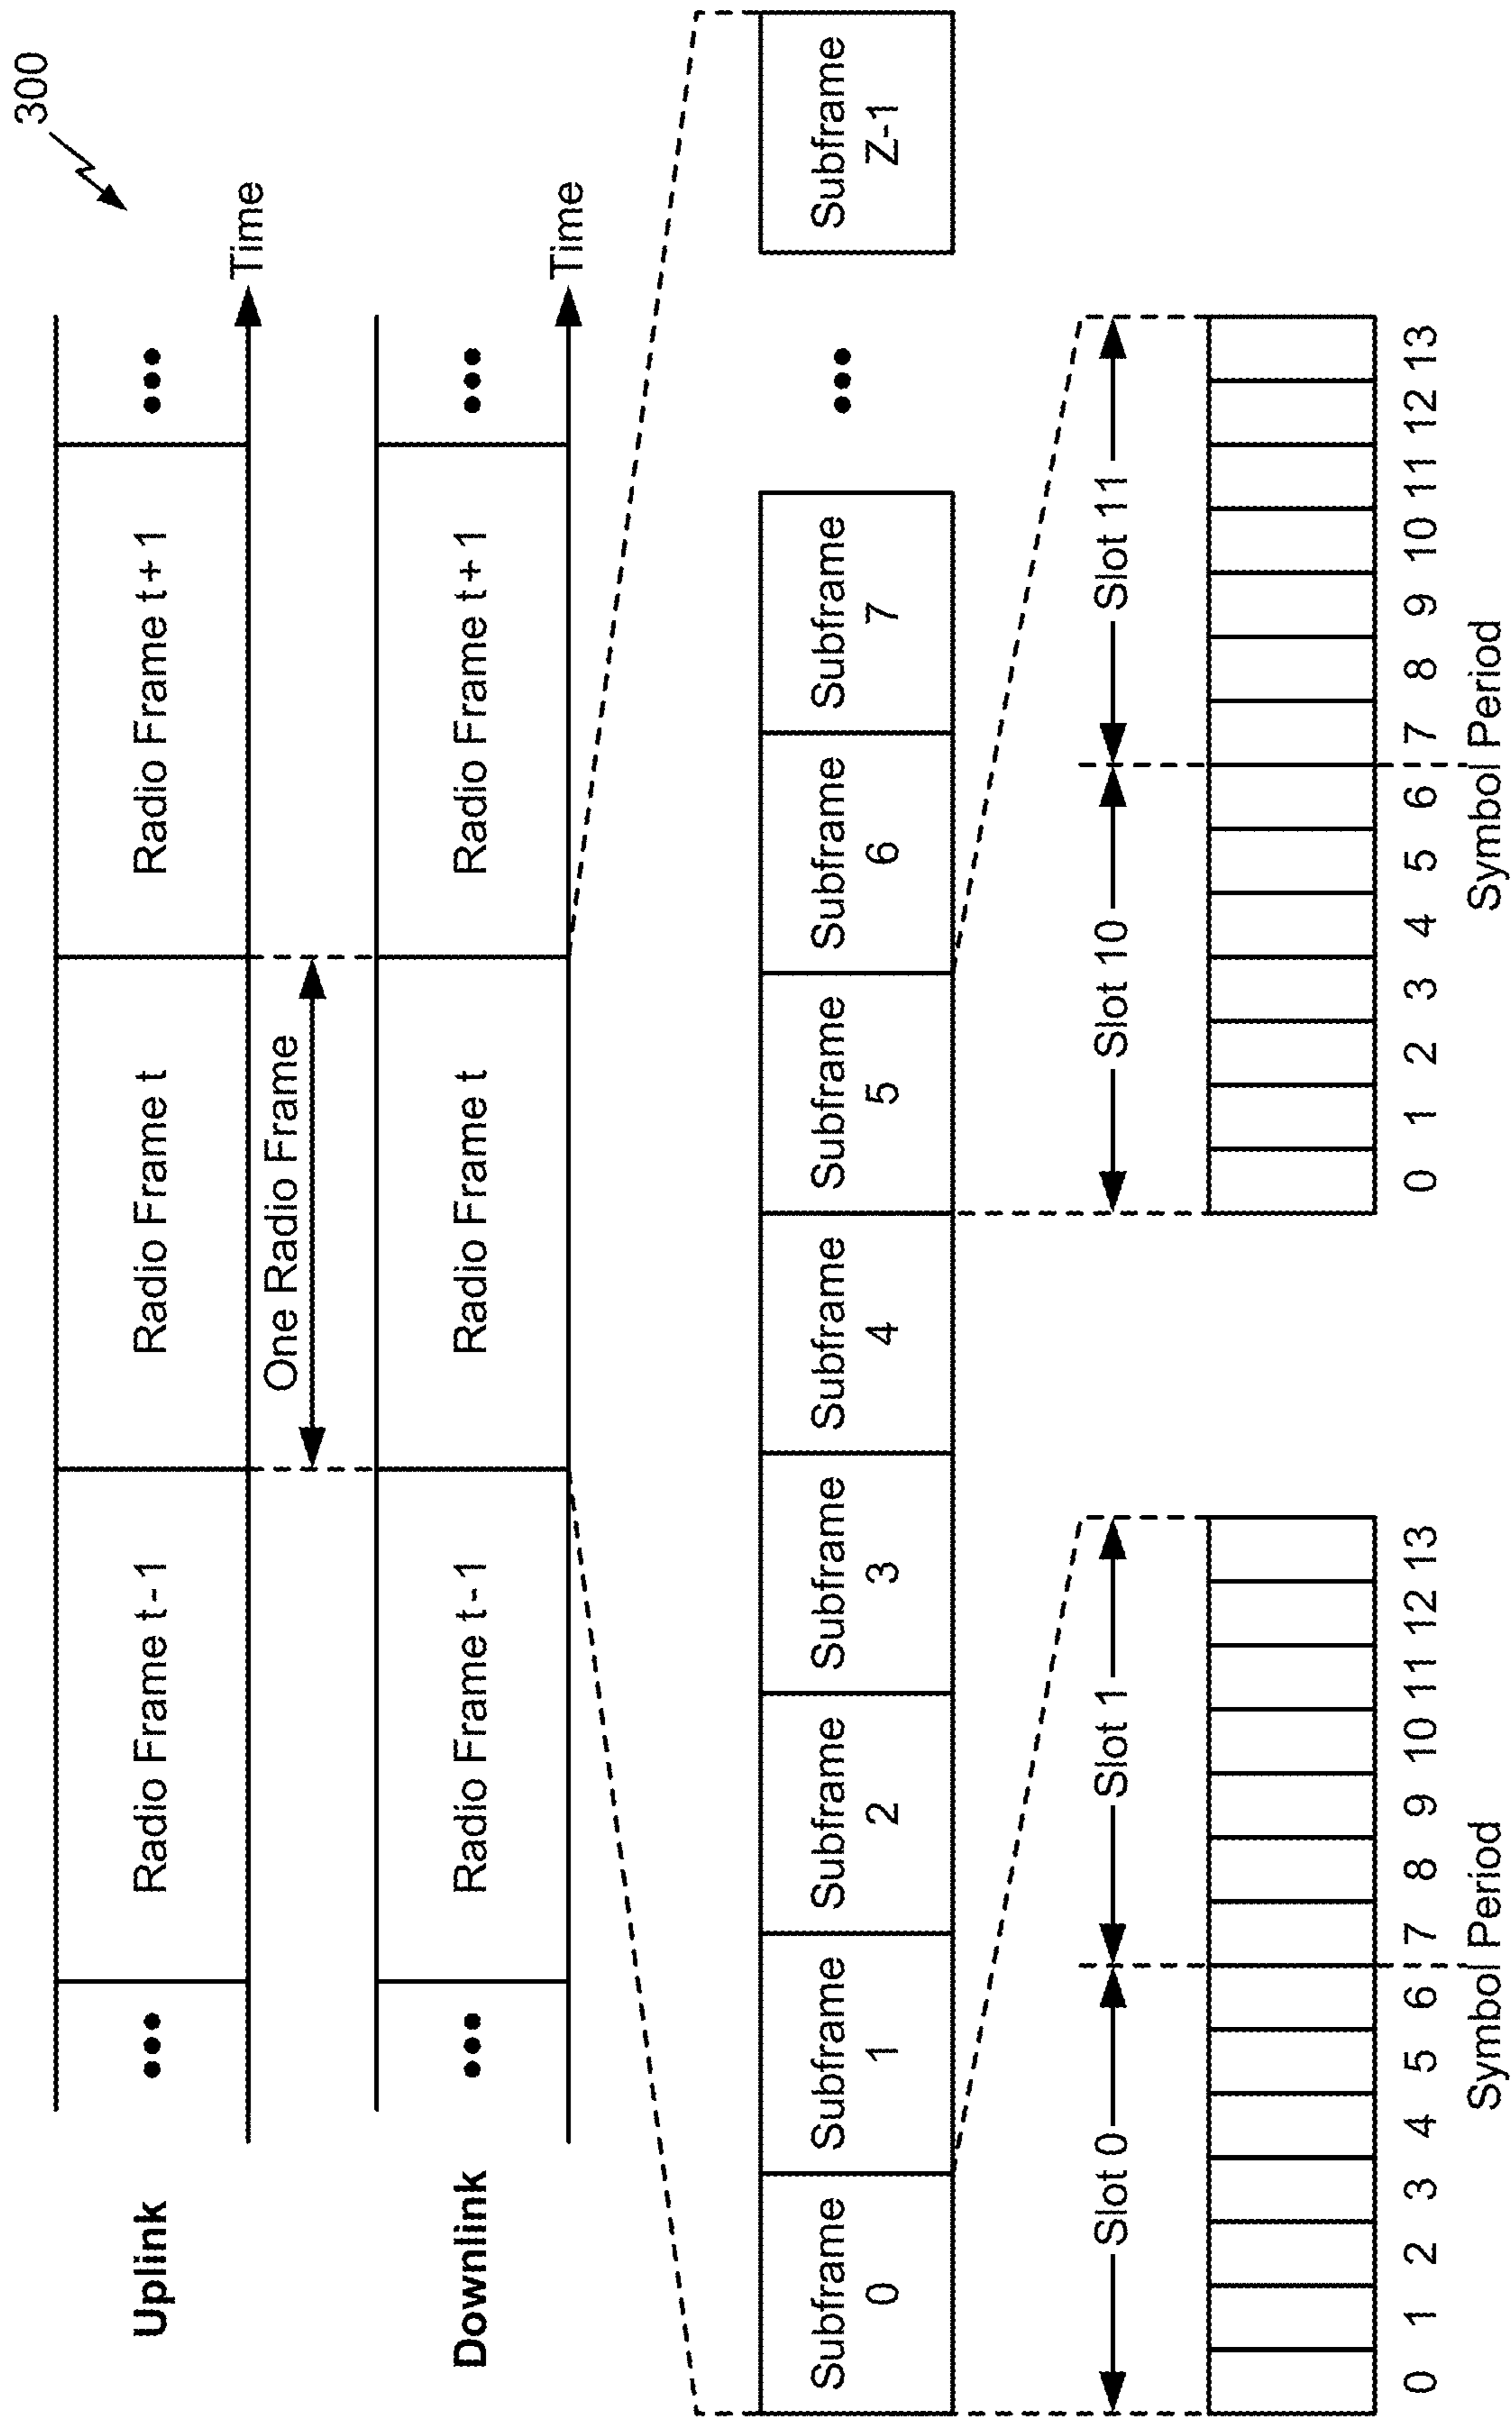 300
Uplink
••• Radio Frame t-1 Radio Frame t Radio Frame t+1 •••
Time
One Radio Frame
Downlink
••• Radio Frame t-1 Radio Frame t Radio Frame t+1 •••
Time
Subframe Subframe Subframe Subframe Subframe Subframe Subframe Subframe ••• Subframe
0 1 2 3 4 5 6 7 Z-1
Slot 0 Slot 1 Slot 10 Slot 11
0 1 2 3 4 5 6 7 8 9 10 11 12 13 0 1 2 3 4 5 6 7 8 9 10 11 12 13
Symbol Period Symbol Period